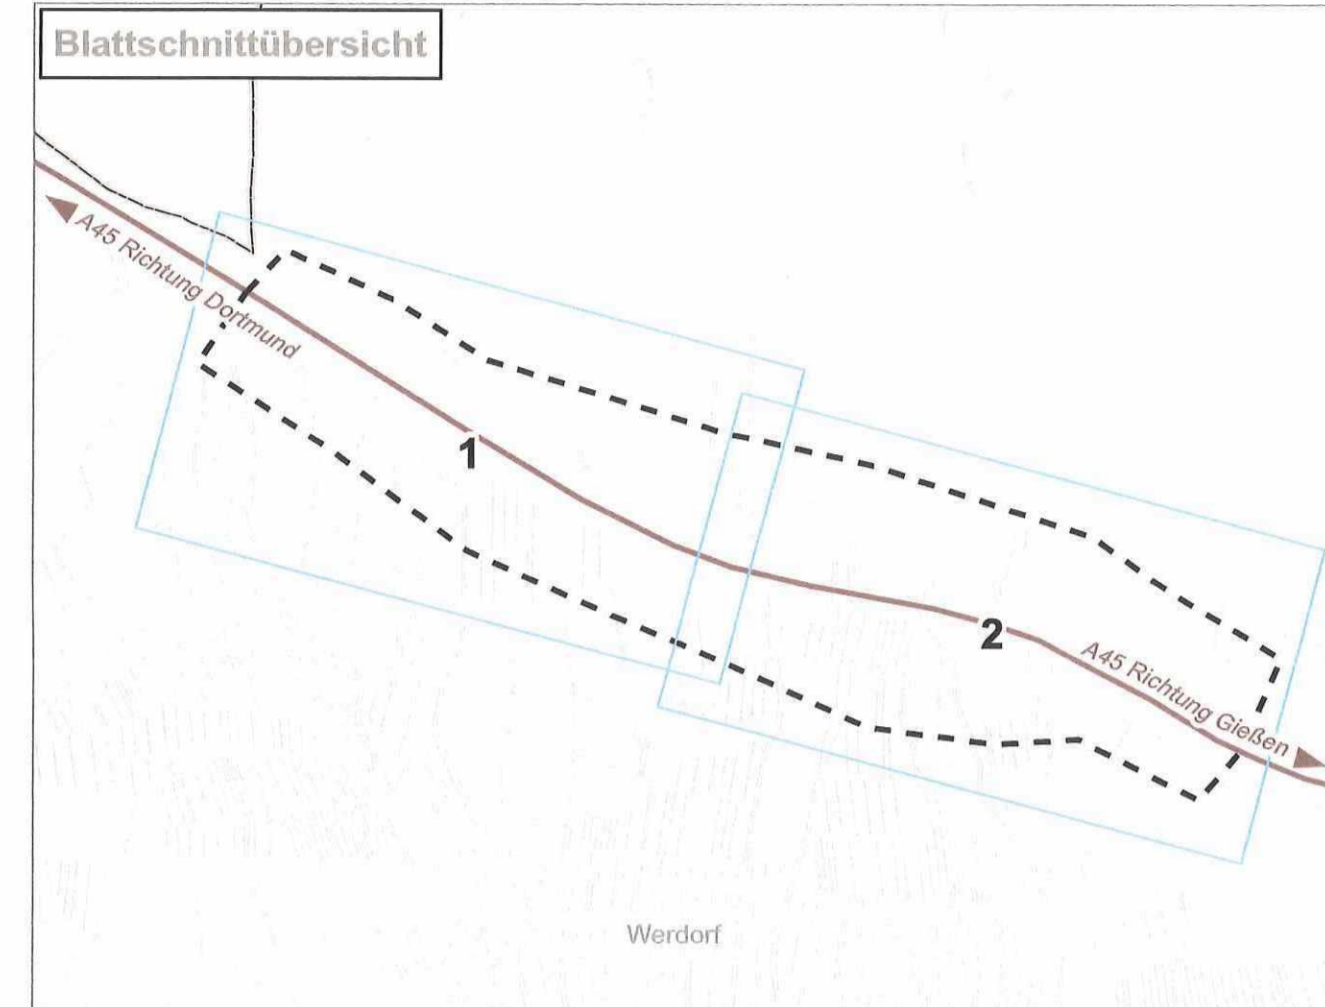 Blattschnittübersicht
A45 Richtung Dortmund
1
2
A45 Richtung Gießen
Werdorf